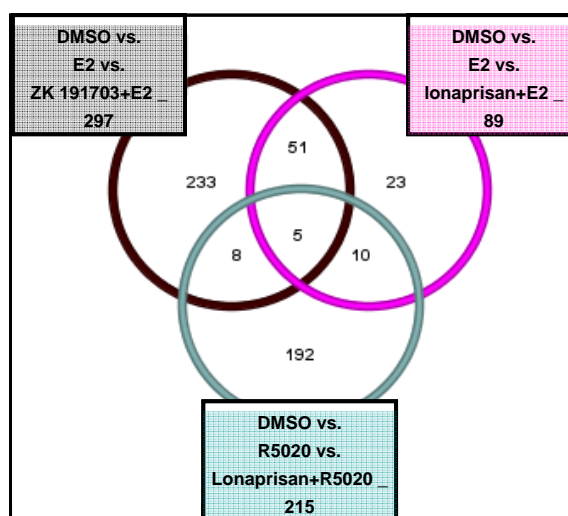 DMSO vs.
E2 vs.
ZK 191703+E2 _
297
DMSO vs.
E2 vs.
lonaprisan+E2 _
89
51
233
23
5
8
10
192
DMSO vs.
R5020 vs.
Lonaprisan+R5020 _
215